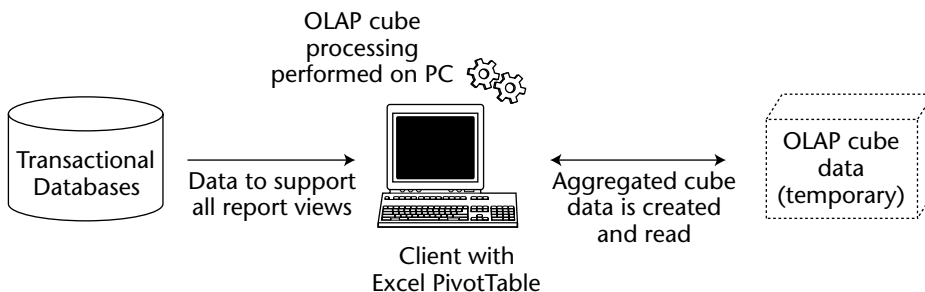 OLAP cube
processing
performed on PC
Transactional
Databases
Data to support
all report views
Client with
Excel PivotTable
Aggregated cube
data is created
and read
OLAP cube
data
(temporary)